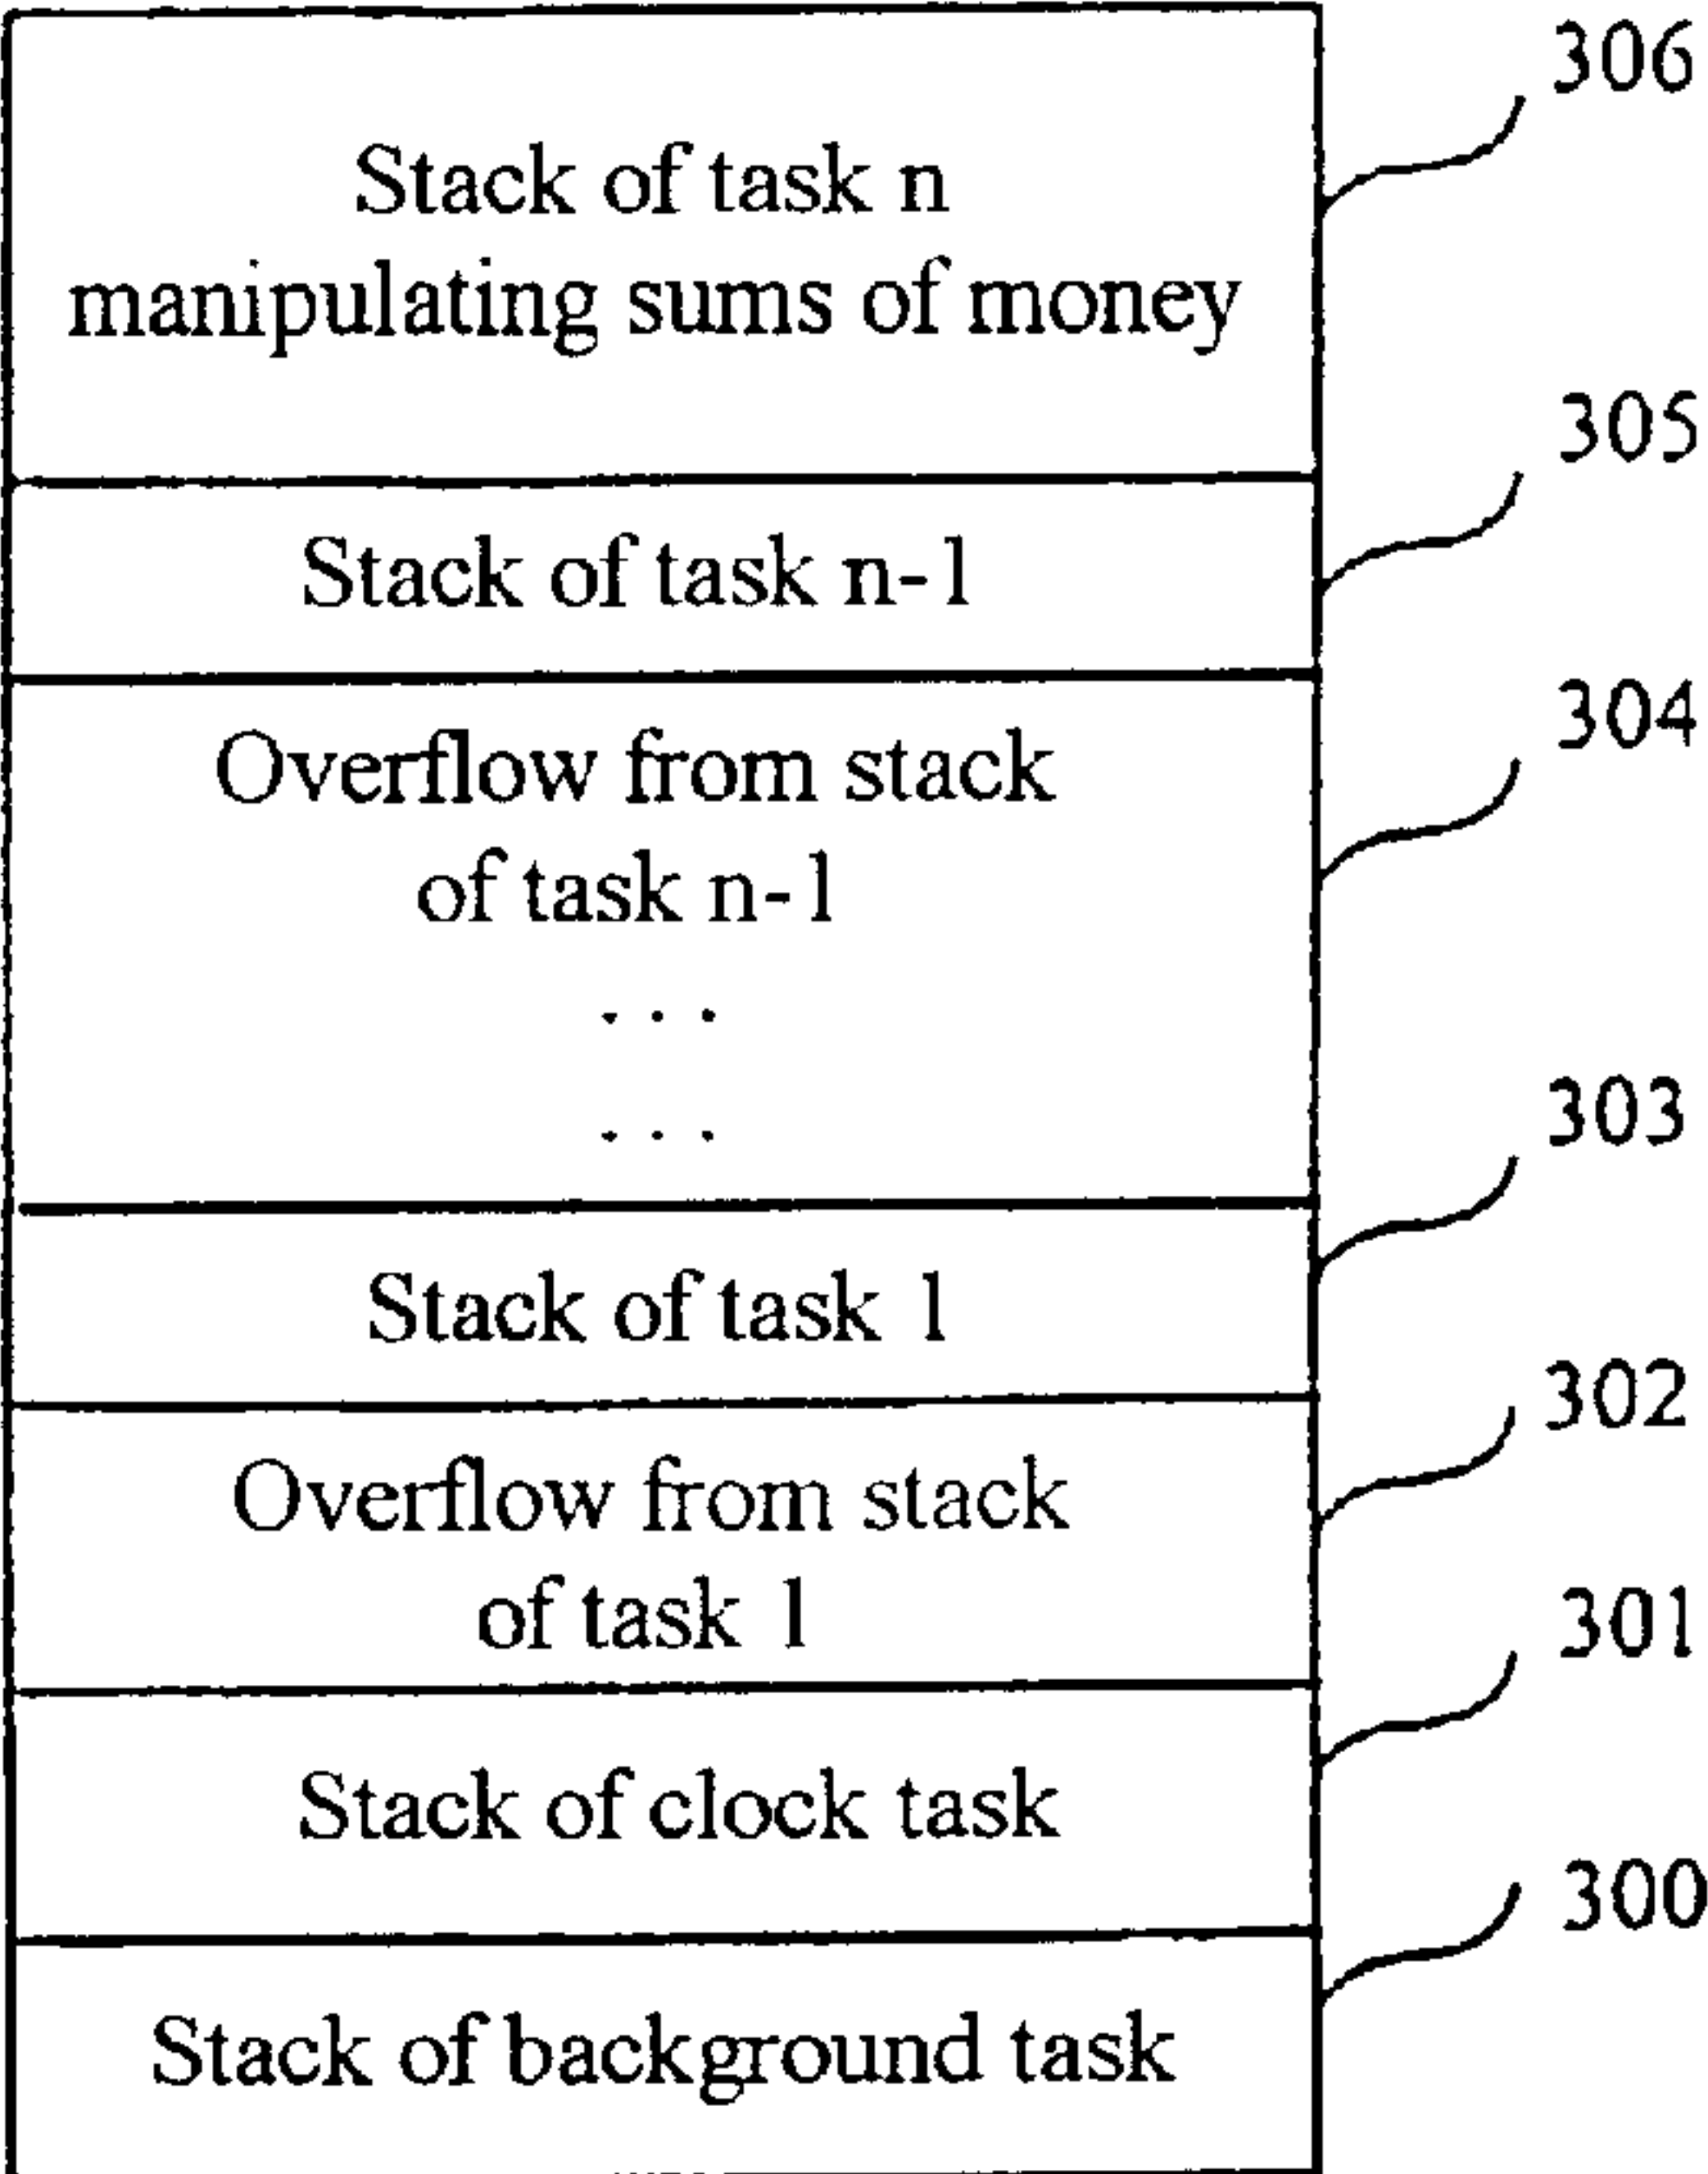 306
Stack of task n
manipulating sums of money
305
Stack of task n-1
304
Overflow from stack
of task n-1
...
...
303
Stack of task 1
302
Overflow from stack
of task 1
301
Stack of clock task
300
Stack of background task